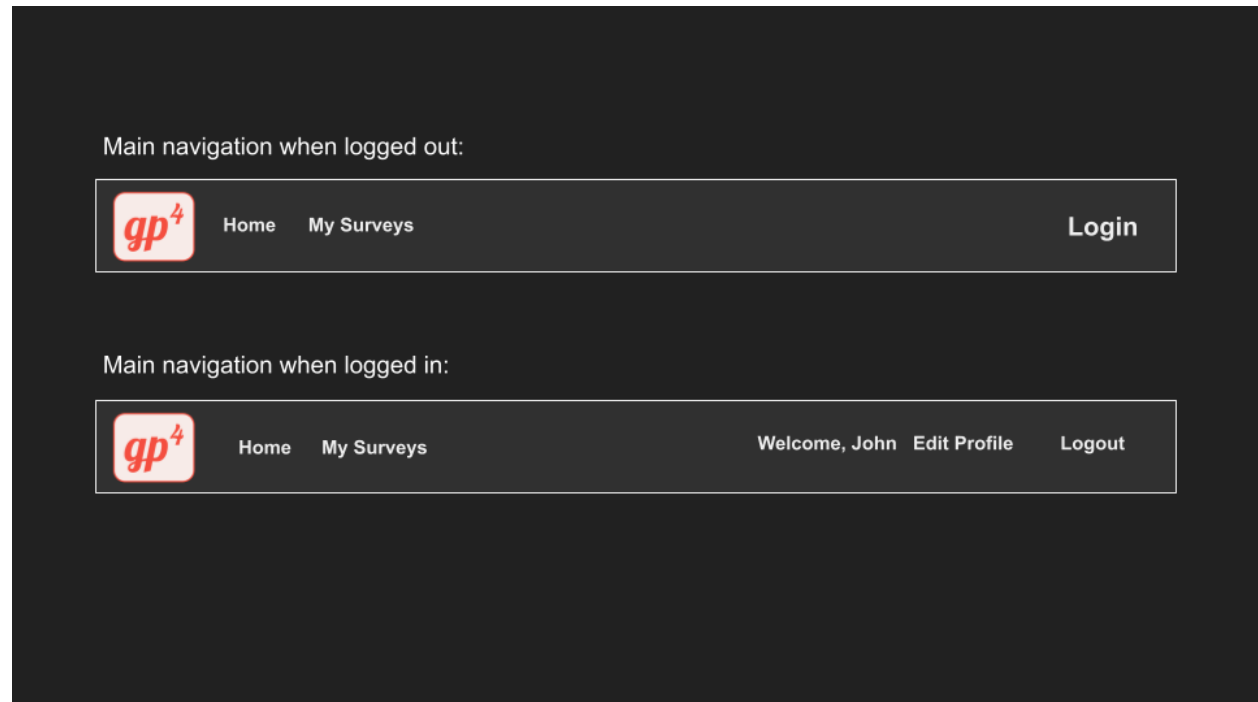 Main navigation when logged out:
gp⁴ Home My Surveys Login
Main navigation when logged in:
gp⁴ Home My Surveys Welcome, John Edit Profile Logout